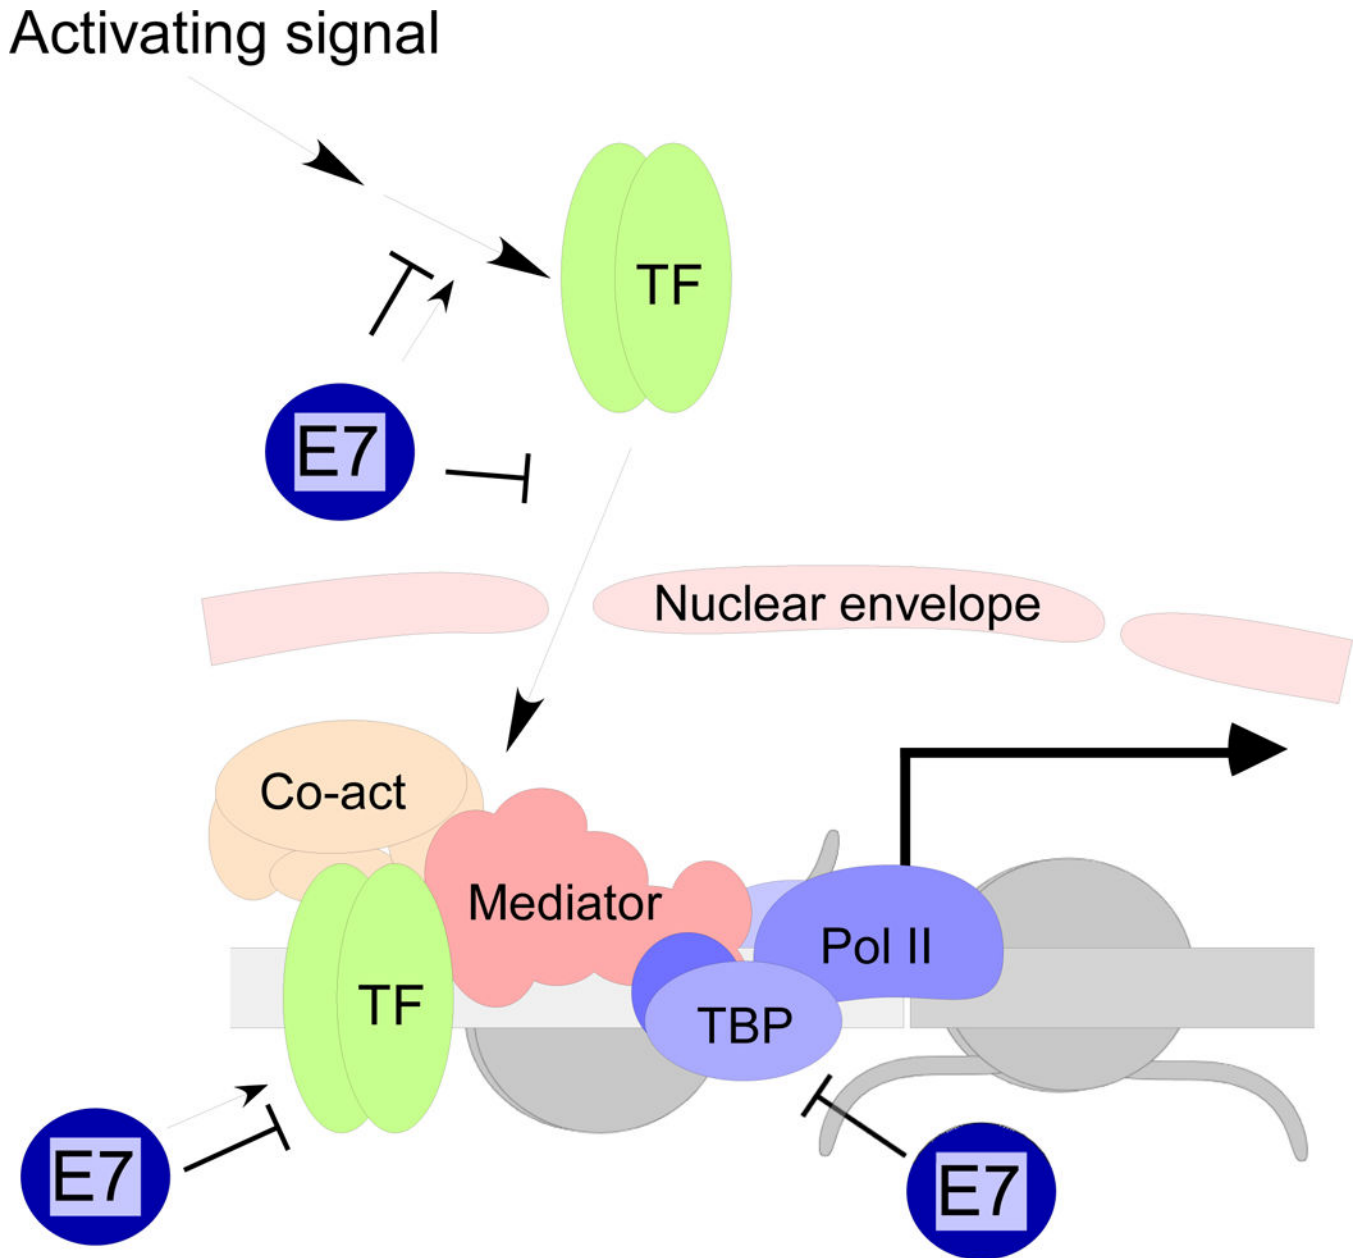 Activating signal
TF
E7
Nuclear envelope
Co-act
Mediator
Pol II
TF
TBP
E7
E7